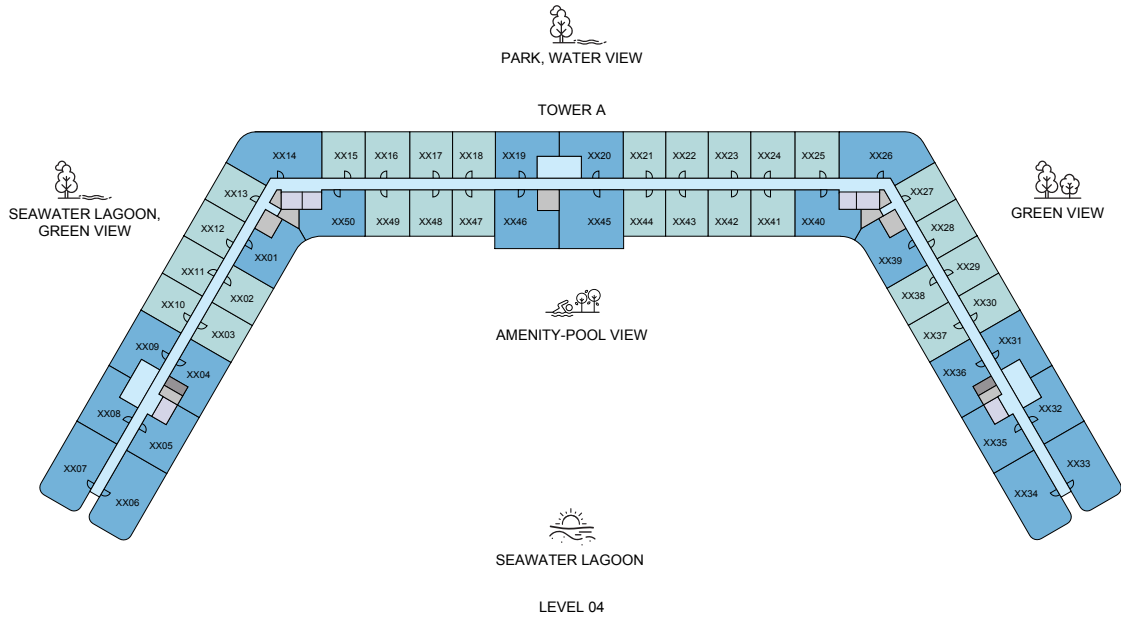 PARK, WATER VIEW
TOWER A
XX14
XX15
XX16
XX17
XX18
XX19
XX20
XX21
XX22
XX23
XX24
XX25
XX26
SEAWATER LAGOON,
GREEN VIEW
GREEN VIEW
XX13
XX12
XX11
XX10
XX09
XX08
XX07
XX01
XX02
XX03
XX04
XX05
XX06
XX50
XX49
XX48
XX47
XX46
XX45
XX44
XX43
XX42
XX41
XX40
XX27
XX28
XX29
XX30
XX31
XX32
XX33
XX39
XX38
XX37
XX36
XX35
XX34
AMENITY-POOL VIEW
SEAWATER LAGOON
LEVEL 04